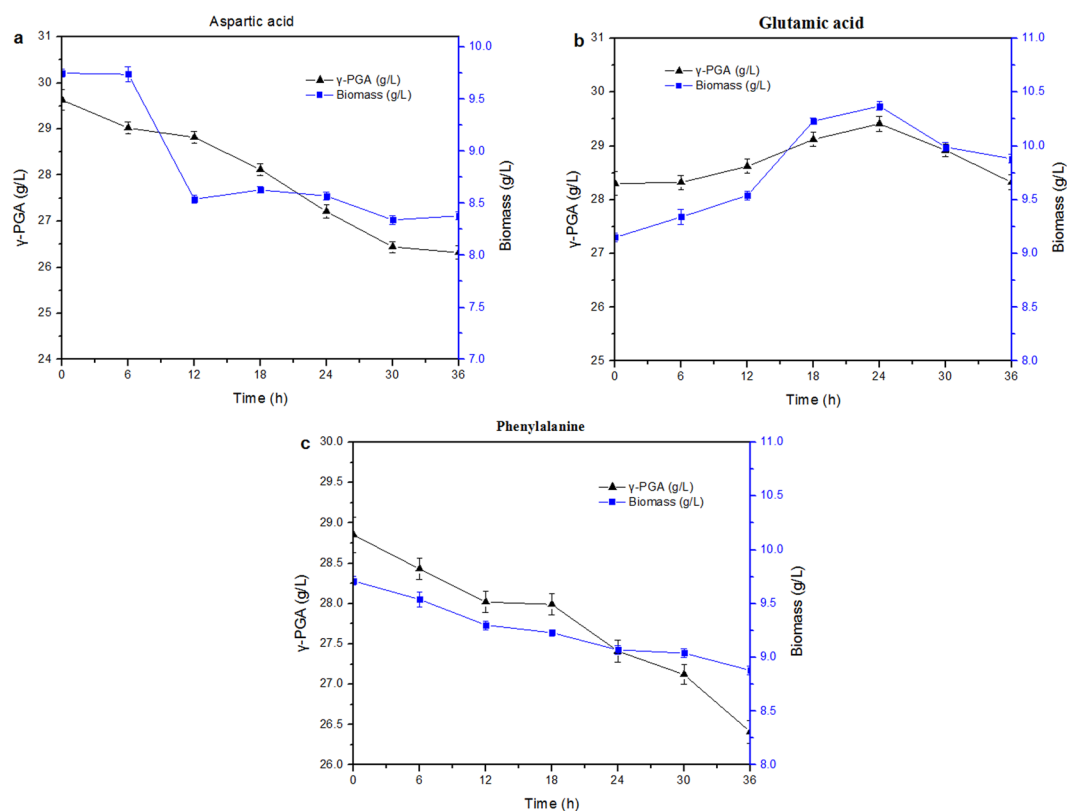 Aspartic acid
a
31
30
29
28
27
26
25
24
γ-PGA (g/L)
γ-PGA (g/L)
Biomass (g/L)
10.0
9.5
9.0
8.5
8.0
7.5
7.0
Biomass (g/L)
0 6 12 18 24 30 36
Time (h)
Glutamic acid
b
31
30
29
28
27
26
25
γ-PGA (g/L)
γ-PGA (g/L)
Biomass (g/L)
11.0
10.5
10.0
9.5
9.0
8.5
8.0
Biomass (g/L)
0 6 12 18 24 30 36
Time (h)
Phenylalanine
c
30.0
29.5
29.0
28.5
28.0
27.5
27.0
26.5
26.0
γ-PGA (g/L)
γ-PGA (g/L)
Biomass (g/L)
11.0
10.5
10.0
9.5
9.0
8.5
8.0
Biomass (g/L)
0 6 12 18 24 30 36
Time (h)